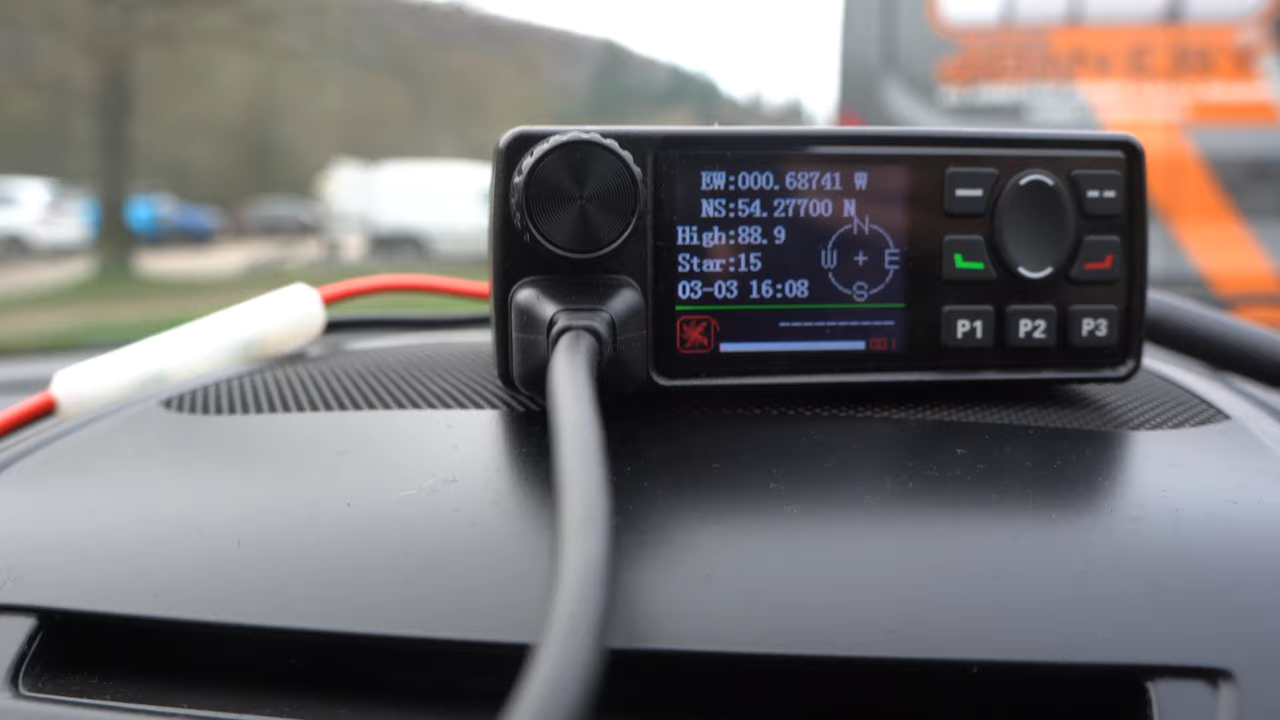 EW:000.68741 W
NS:54.27700 N
High:88.9
Star:15
03-03 16:08
N
W E
S
P1 P2 P3